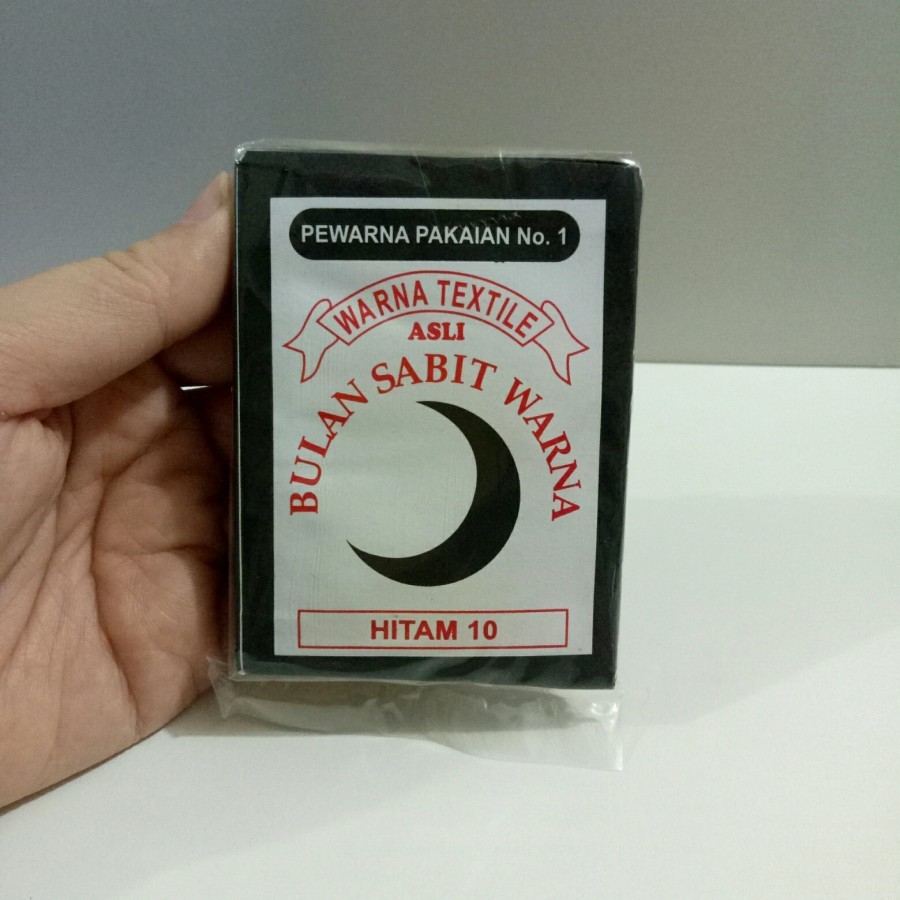 PEWARNA PAKAIAN No. 1
WARNA TEXTILE
ASLI
BULAN SABIT WARNA
HITAM 10